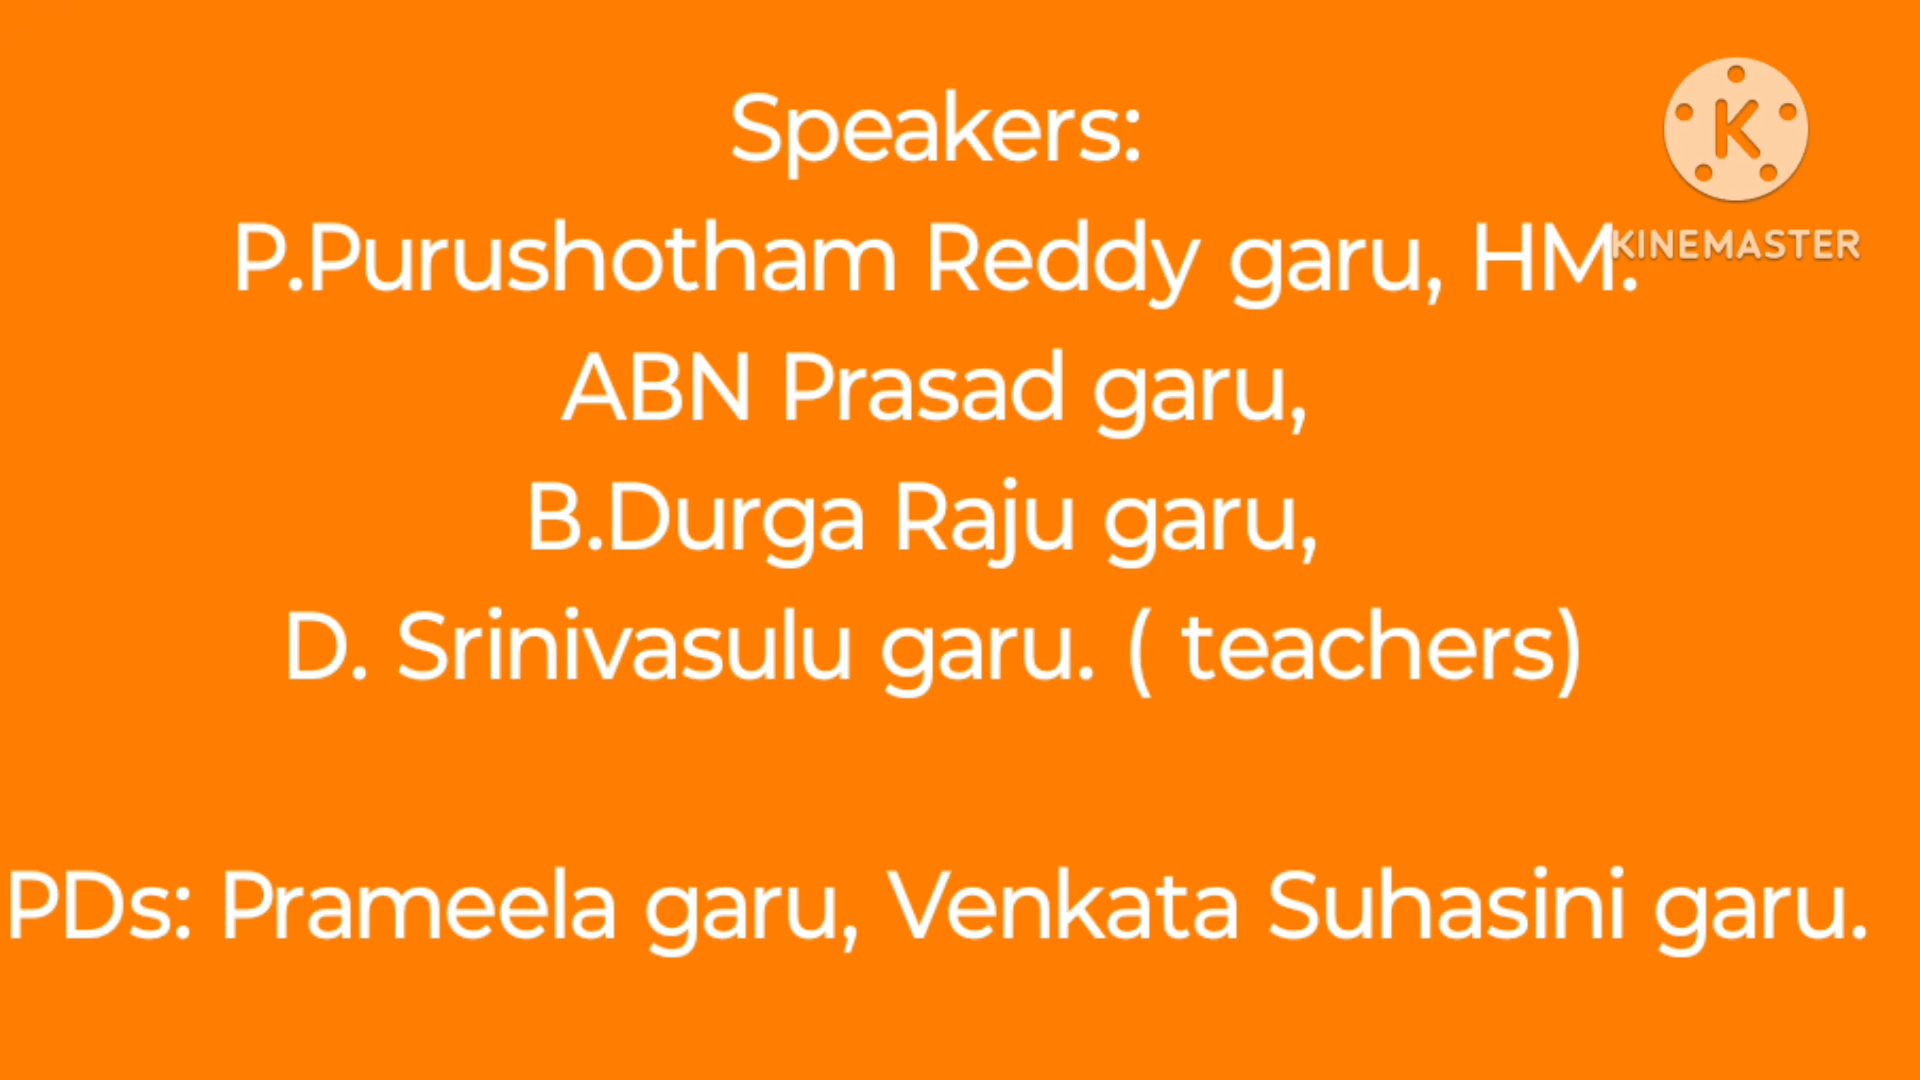 Speakers:
P.Purushotham Reddy garu, HM.
ABN Prasad garu,
B.Durga Raju garu,
D. Srinivasulu garu. ( teachers)
PDs: Prameela garu, Venkata Suhasini garu.
K
KINEMASTER